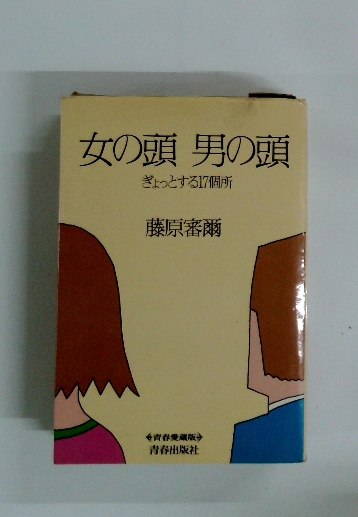 女の頭 男の頭
ぎょっとする17個所
藤原審爾
青春愛蔵版
青春出版社